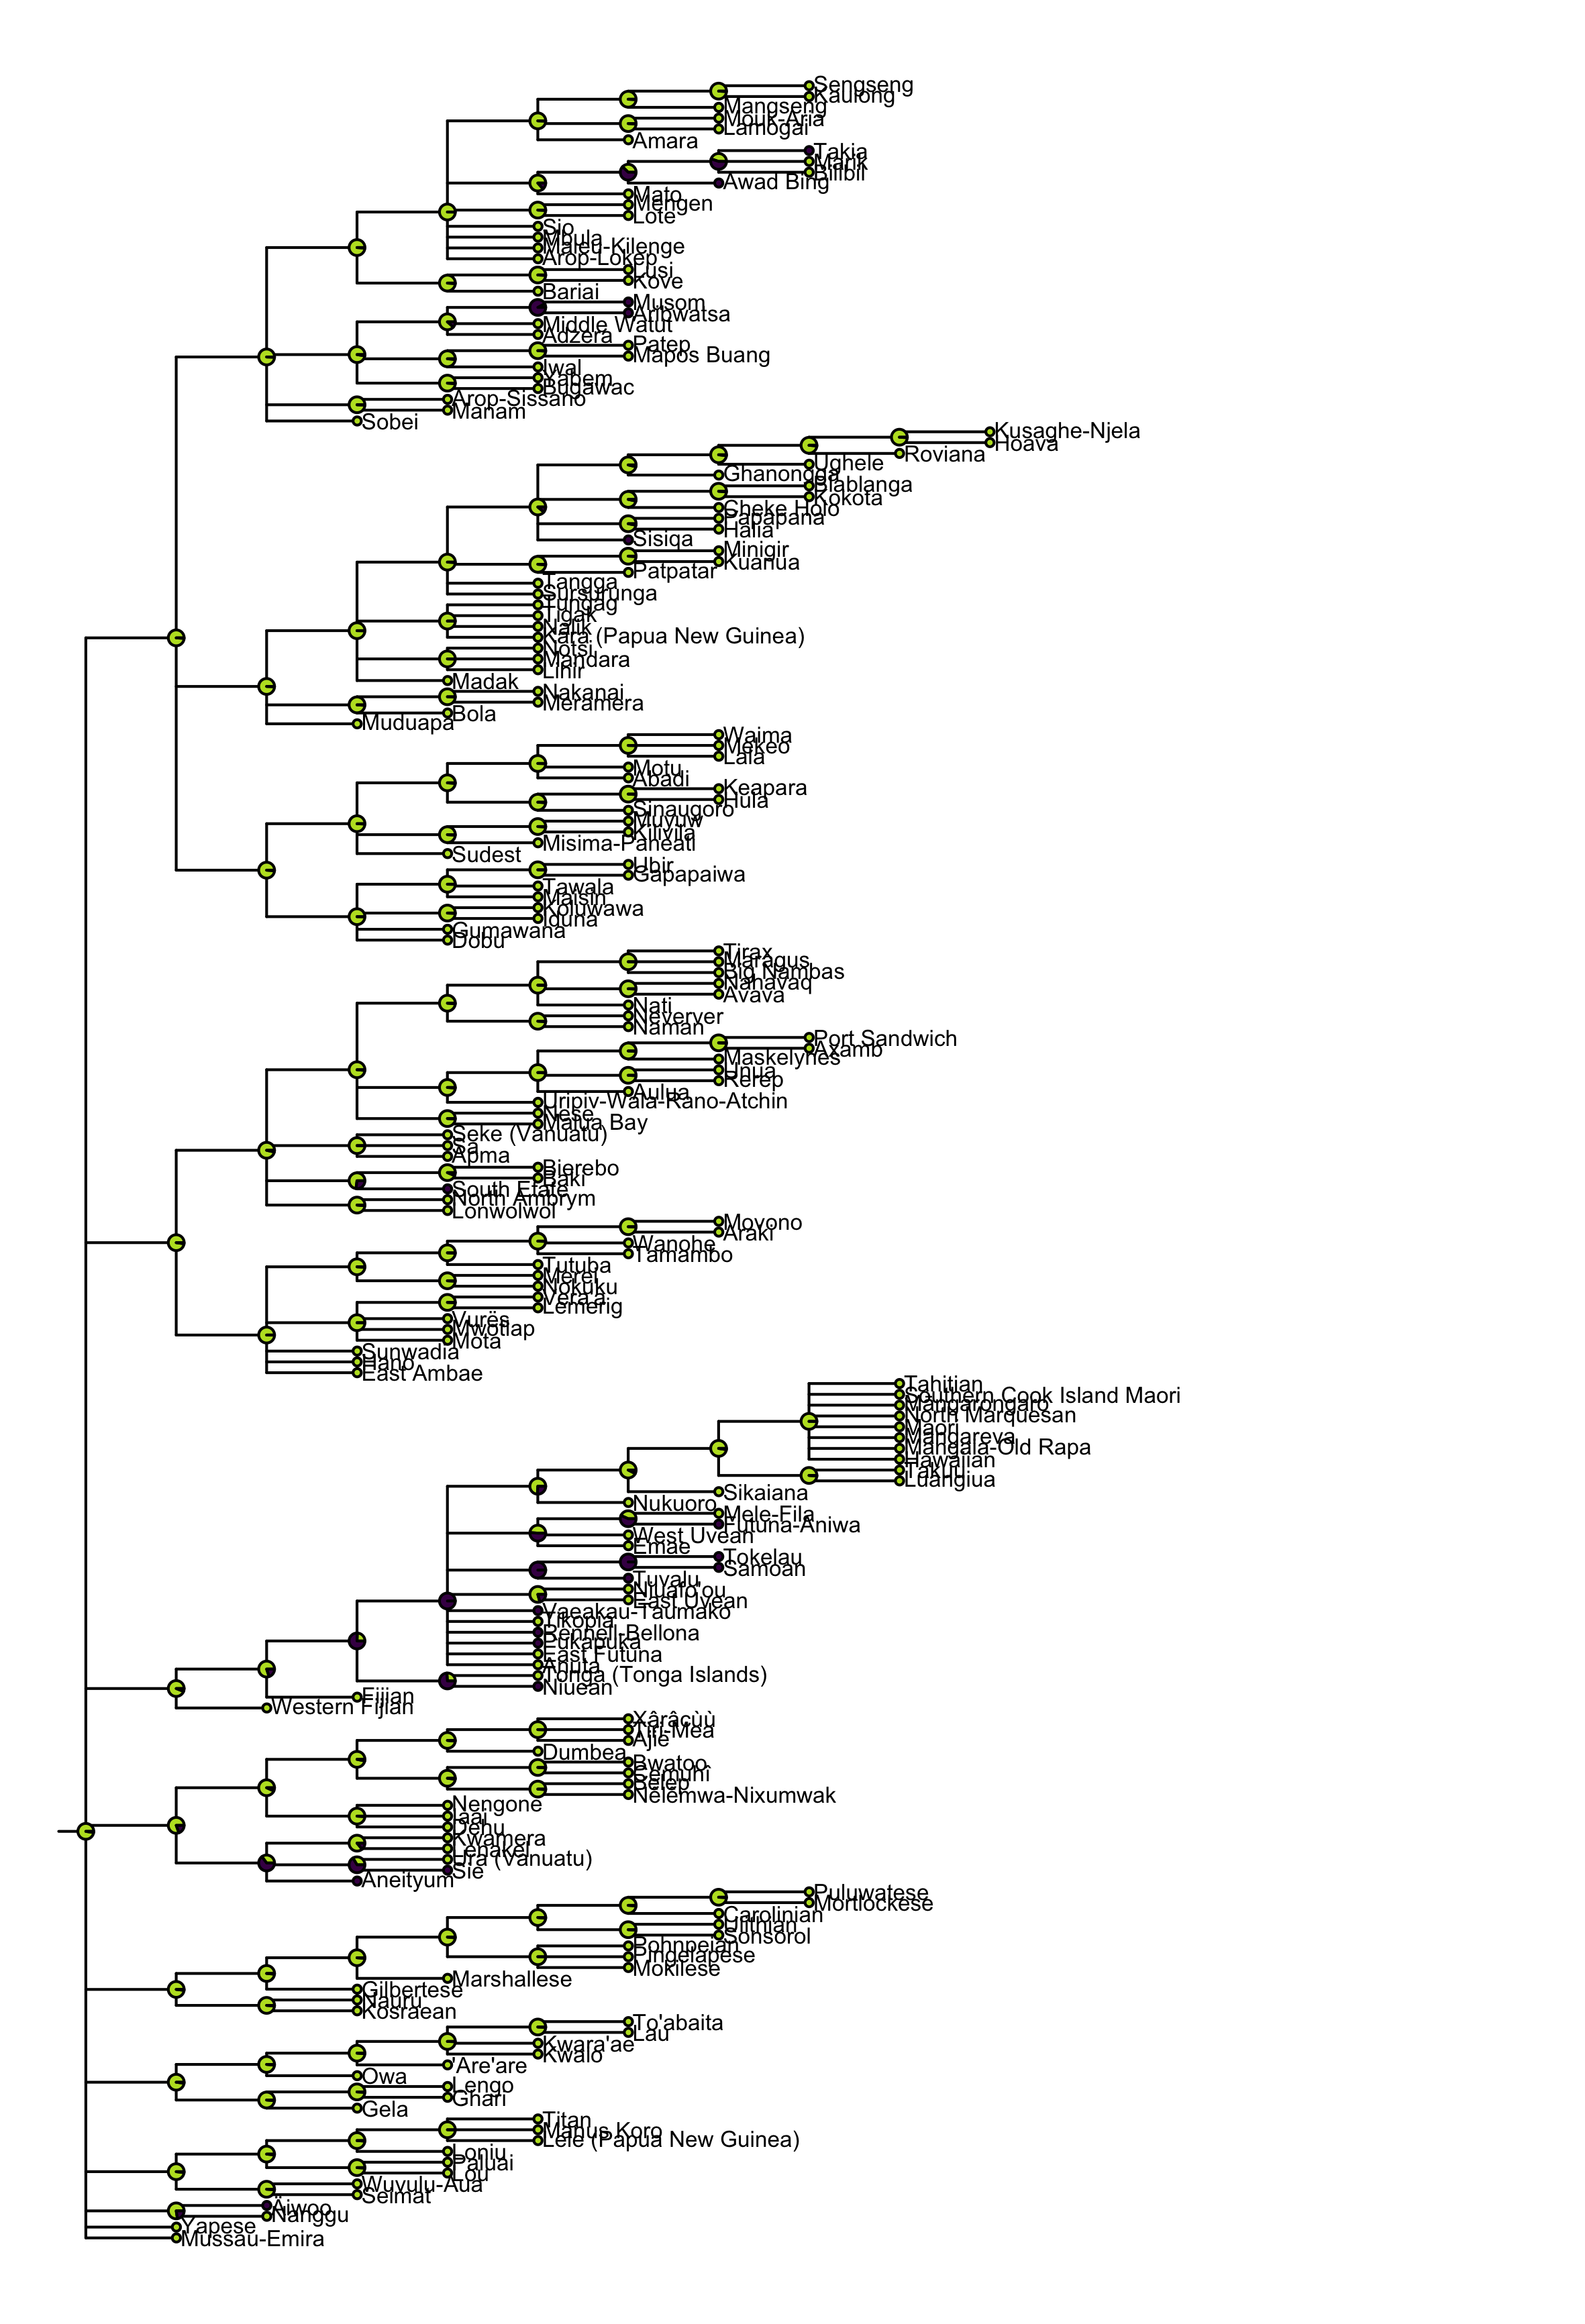 Sengseng
Kaulong
Mangseng
Mouk-Aria
Lamogai
Amara
Takia
Marik
Bilibil
Awad Bing
Mato
Mengen
Lote
Sio
Mbula
Maleu-Kilenge
Arop-Lokep
Lusi
Kove
Bariai
Musom
Aribwatsa
Middle Watut
Adzera
Patep
Mapos Buang
Iwal
Yabem
Bugawac
Arop-Sissano
Manam
Sobei
Kusaghe-Njela
Hoava
Roviana
Ughele
Ghanongga
Blablanga
Kokota
Cheke Holo
Papapana
Halia
Sisiqa
Minigir
Kuanua
Patpatar
Tangga
Sursurunga
Tungag
Tigak
Nalik
Kara (Papua New Guinea)
Notsi
Mandara
Lihir
Madak
Nakanai
Meramera
Bola
Muduapa
Waima
Mekeo
Lala
Motu
Abadi
Keapara
Hula
Sinaugoro
Muyuw
Kilivila
Misima-Paneati
Sudest
Ubir
Gapapaiwa
Tawala
Maisin
Koluwawa
Iduna
Gumawana
Dobu
Tirax
Maragus
Big Nambas
Nahavaq
Avava
Nati
Neverver
Naman
Port Sandwich
Axamb
Maskelynes
Unua
Rerep
Aulua
Uripiv-Wala-Rano-Atchin
Nese
Malua Bay
Seke (Vanuatu)
Sa
Apma
Bierebo
Baki
South Efate
North Ambrym
Lonwolwol
Movono
Araki
Wanohe
Tamambo
Tutuba
Merei
Nokuku
Vera'a
Lemerig
Vurës
Mwotlap
Mota
Sunwadia
Hano
East Ambae
Tahitian
Southern Cook Island Maori
Mangarongaro
North Marquesan
Maori
Mangareva
Mangaia-Old Rapa
Hawaiian
Takuu
Luangiua
Sikaiana
Nukuoro
Mele-Fila
Futuna-Aniwa
West Uvean
Emae
Tokelau
Samoan
Tuvalu
Niuafo'ou
East Uvean
Vaeakau-Taumako
Tikopia
Rennell-Bellona
Pukapuka
East Futuna
Anuta
Tonga (Tonga Islands)
Niuean
Fijian
Western Fijian
Xârâcùù
Tiri-Mea
Ajië
Dumbea
Bwatoo
Cemuhî
Belep
Nêlêmwa-Nixumwak
Nengone
Iaai
Dehu
Kwamera
Lenakel
Ura (Vanuatu)
Sie
Aneityum
Puluwatese
Mortlockese
Carolinian
Ulithian
Sonsorol
Pohnpeian
Pingelapese
Mokilese
Marshallese
Gilbertese
Nauru
Kosraean
To'abaita
Lau
Kwara'ae
Kwaio
'Are'are
Owa
Lengo
Ghari
Gela
Titan
Manus Koro
Lele (Papua New Guinea)
Loniu
Paluai
Lou
Wuvulu-Aua
Seimat
Äiwoo
Nanggu
Yapese
Mussau-Emira